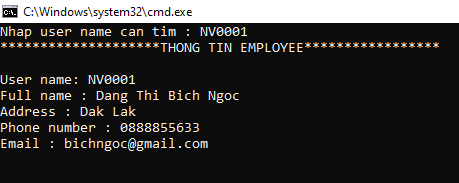 C:\Windows\system32\cmd.exe
Nhap user name can tim : NV0001
********************THONG TIN EMPLOYEE*****************
User name: NV0001
Full name : Dang Thi Bich Ngoc
Address : Dak Lak
Phone number : 0888855633
Email : bichngoc@gmail.com